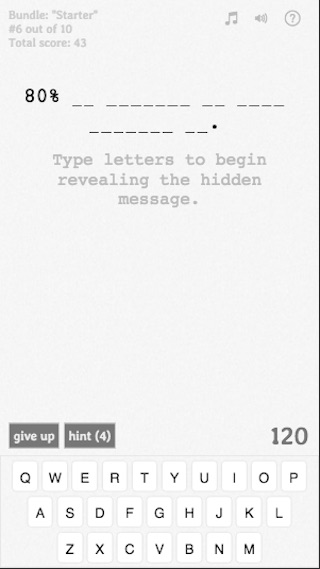 Bundle: "Starter"
#6 out of 10
Total score: 43
?
80% __ _______ __ ____
_______ __.
Type letters to begin
revealing the hidden
message.
give up hint (4) 120
Q W E R T Y U I O P
A S D F G H J K L
Z X C V B N M